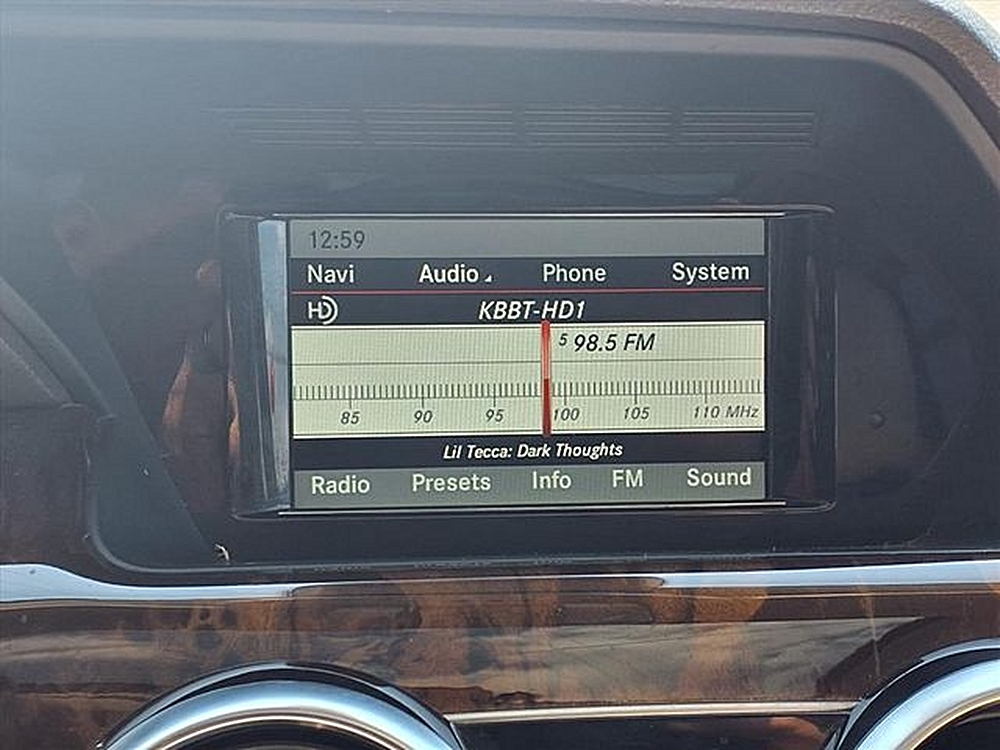 12:59
Navi Audio Phone System
HD KBBT-HD1
5 98.5 FM
85 90 95 100 105 110 MHz
Lil Tecca: Dark Thoughts
Radio Presets Info FM Sound